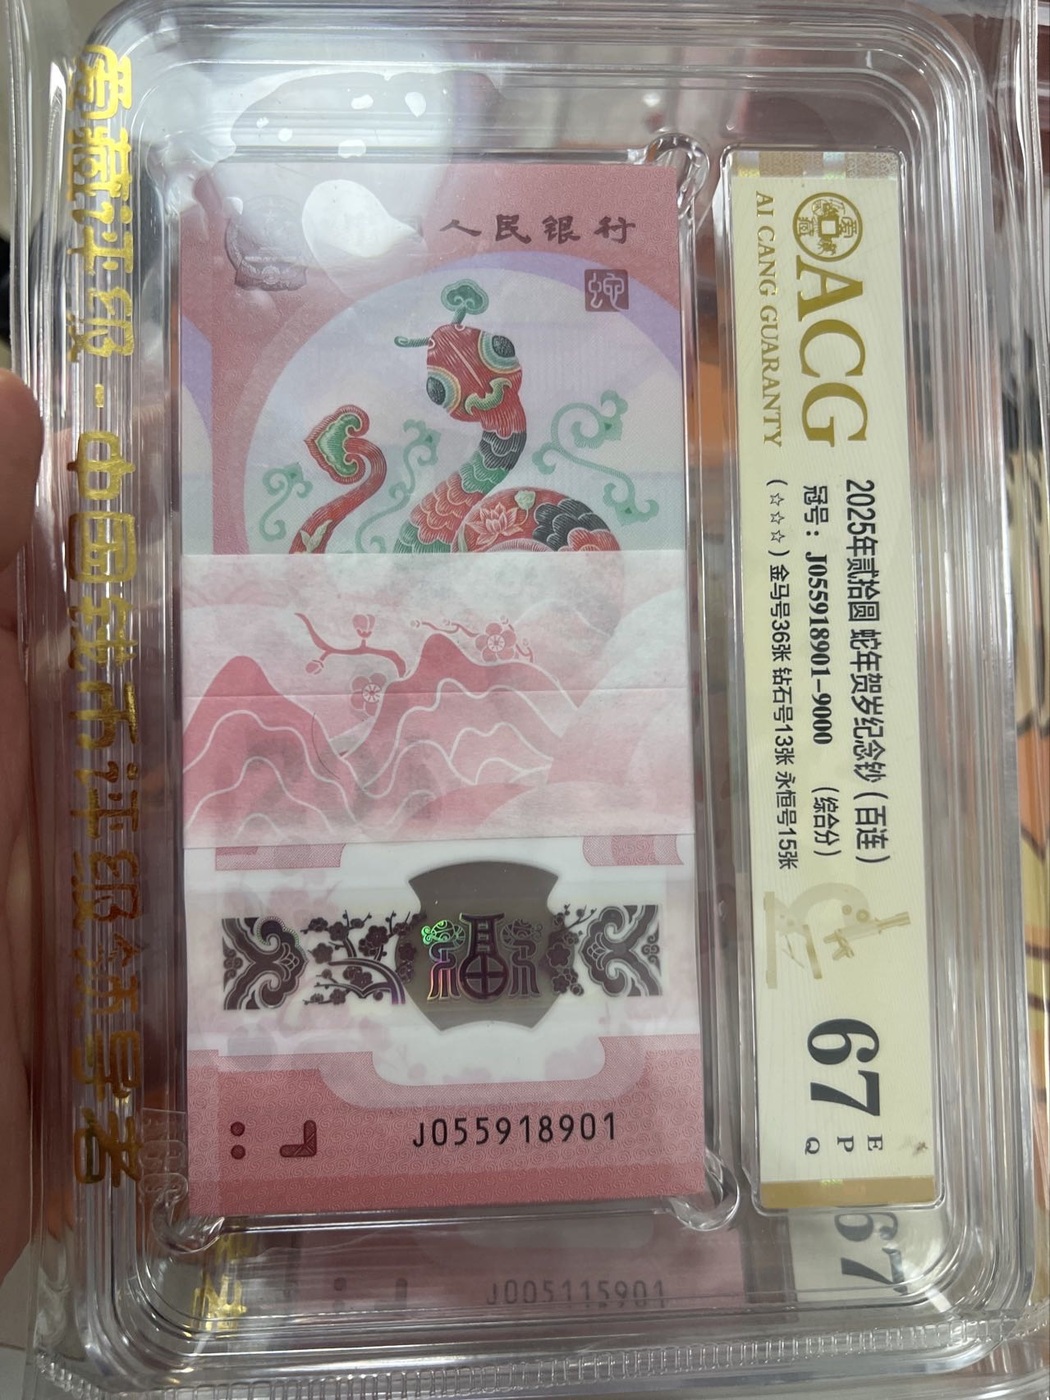 爱藏评级 - 中国钱币评级领导者
人民银行
蛇
J055918901
ACG
AI CANG GUARANTY
2025年贰拾圆 蛇年贺岁纪念钞(百连)
冠号: J055918901-9000 (综给分)
(☆☆☆) 金马号36张 钻石号13张 永恒号15张
67
E
P
Q
67
J005115901